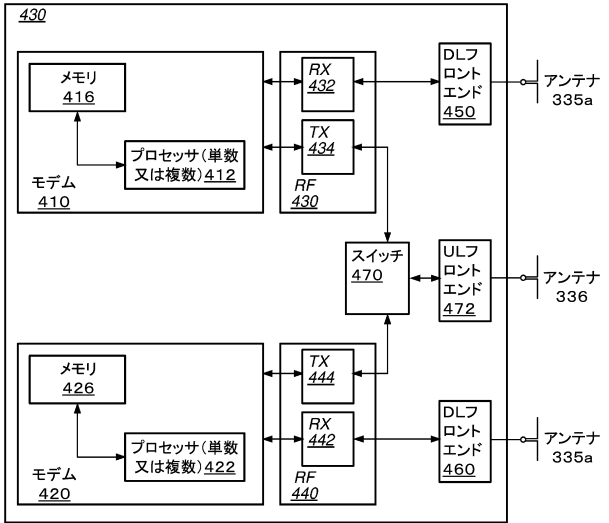 430
メモリ
416
プロセッサ(単数
又は複数)412
モデム
410
RX
432
TX
434
RF
430
DLフ
ロント
エンド
450
アンテナ
335a
スイッチ
470
ULフ
ロント
エンド
472
アンテナ
336
メモリ
426
プロセッサ(単数
又は複数)422
モデム
420
TX
444
RX
442
RF
440
DLフ
ロント
エンド
460
アンテナ
335a